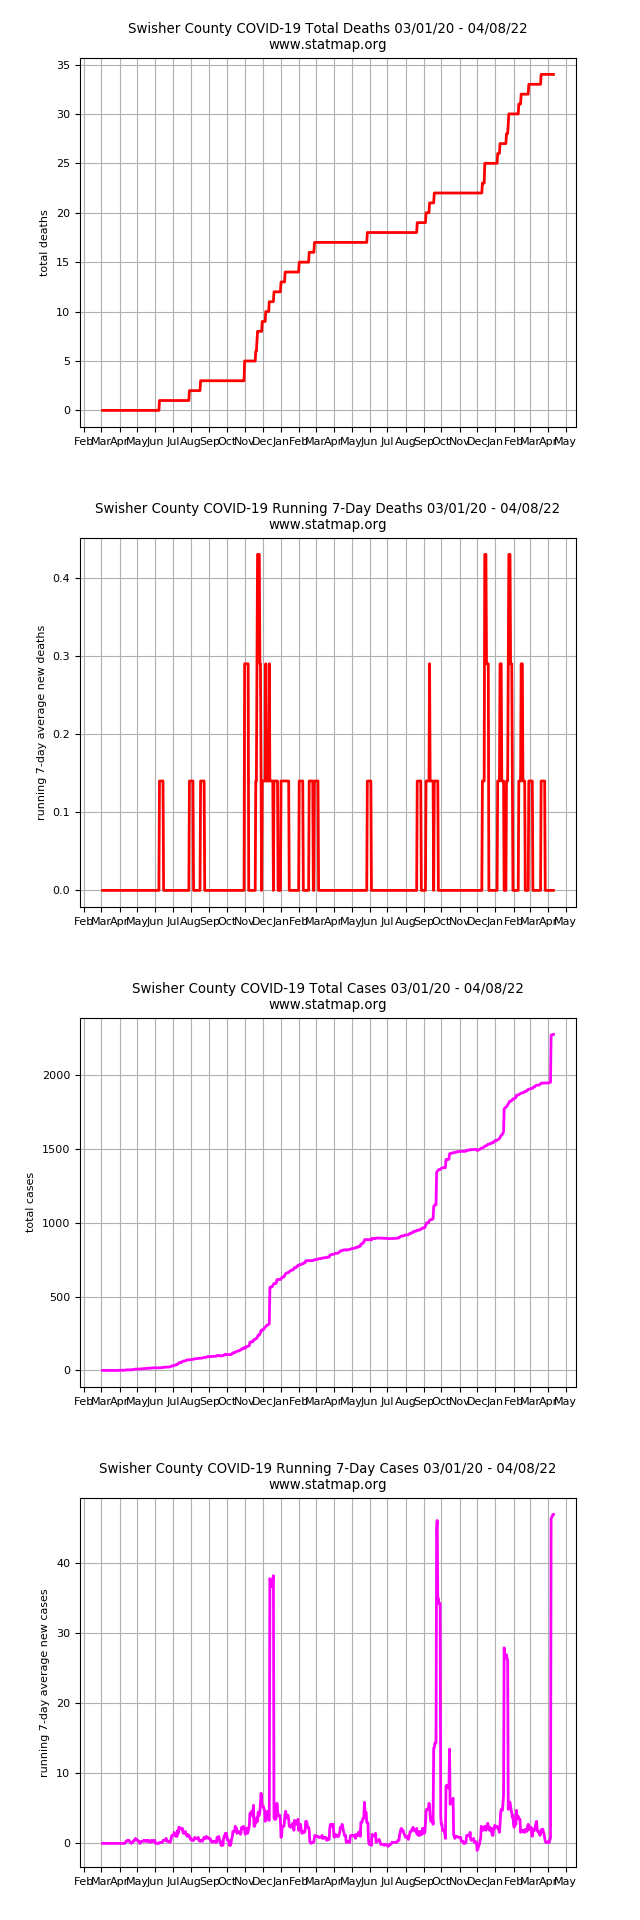 Swisher County COVID-19 Total Deaths 03/01/20 - 04/08/22
www.statmap.org
35
30
25
20
15
10
5
0
total deaths
Feb Mar Apr May Jun Jul Aug Sep Oct Nov Dec Jan Feb Mar Apr May Jun Jul Aug Sep Oct Nov Dec Jan Feb Mar Apr May
Swisher County COVID-19 Running 7-Day Deaths 03/01/20 - 04/08/22
www.statmap.org
0.4
0.3
0.2
0.1
0.0
running 7-day average new deaths
Feb Mar Apr May Jun Jul Aug Sep Oct Nov Dec Jan Feb Mar Apr May Jun Jul Aug Sep Oct Nov Dec Jan Feb Mar Apr May
Swisher County COVID-19 Total Cases 03/01/20 - 04/08/22
www.statmap.org
2000
1500
1000
500
0
total cases
Feb Mar Apr May Jun Jul Aug Sep Oct Nov Dec Jan Feb Mar Apr May Jun Jul Aug Sep Oct Nov Dec Jan Feb Mar Apr May
Swisher County COVID-19 Running 7-Day Cases 03/01/20 - 04/08/22
www.statmap.org
40
30
20
10
0
running 7-day average new cases
Feb Mar Apr May Jun Jul Aug Sep Oct Nov Dec Jan Feb Mar Apr May Jun Jul Aug Sep Oct Nov Dec Jan Feb Mar Apr May